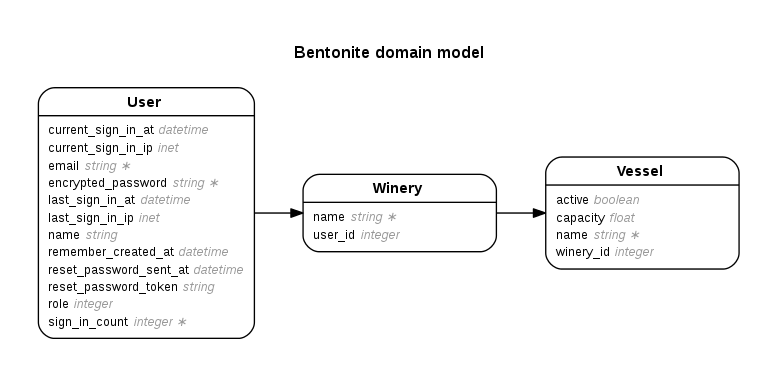 Bentonite domain model
User
current_sign_in_at datetime
current_sign_in_ip inet
email string ∗
encrypted_password string ∗
last_sign_in_at datetime
last_sign_in_ip inet
name string
remember_created_at datetime
reset_password_sent_at datetime
reset_password_token string
role integer
sign_in_count integer ∗
Winery
name string ∗
user_id integer
Vessel
active boolean
capacity float
name string ∗
winery_id integer